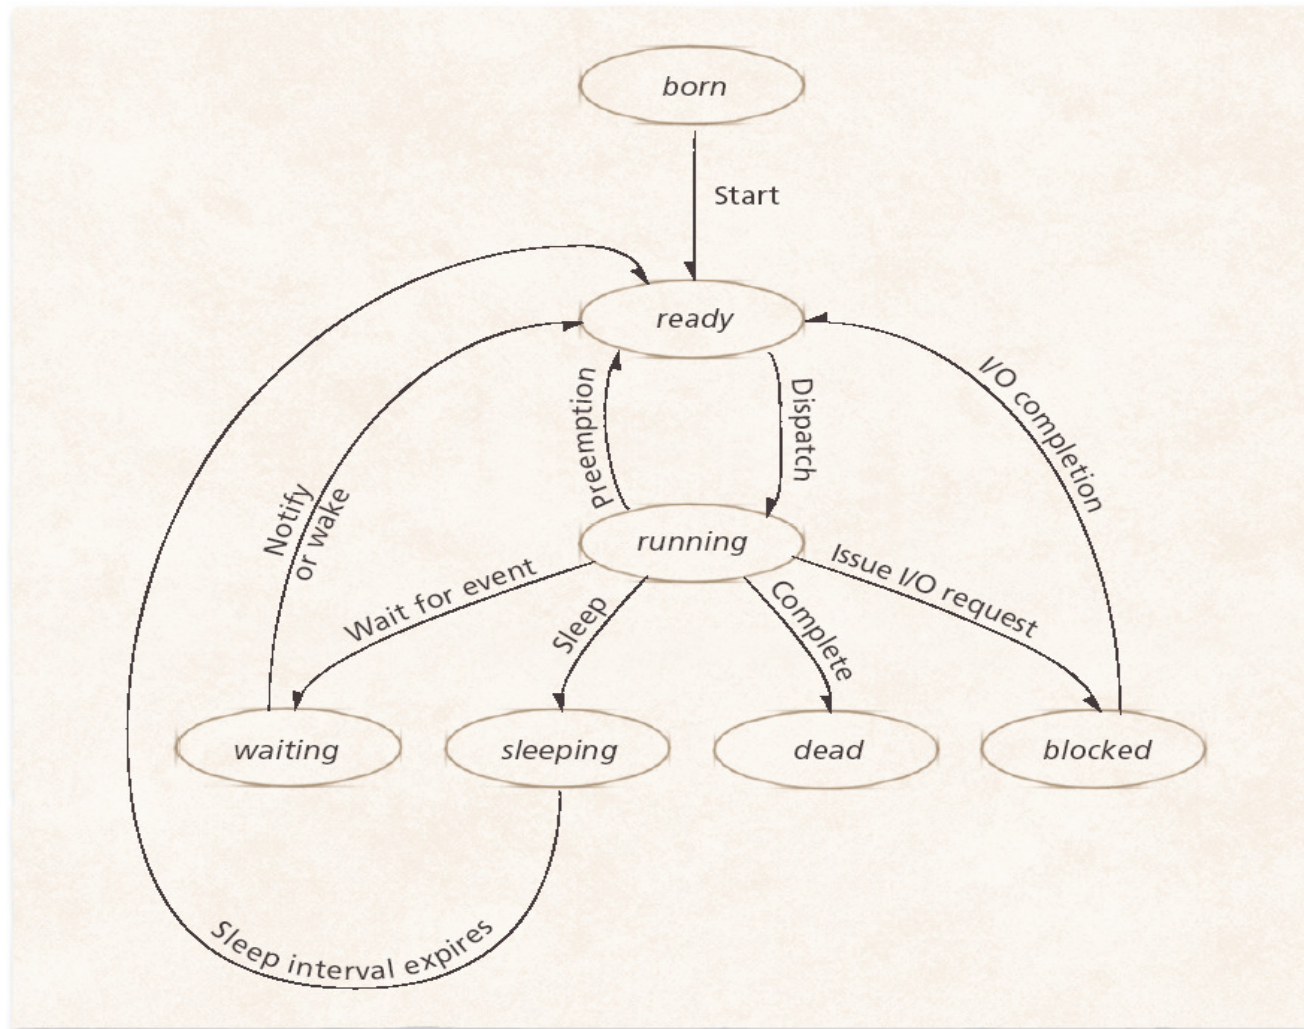 born
Start
ready
Preemption
Dispatch
I/O completion
Notify
or wake
running
Wait for event
Sleep
Complete
Issue I/O request
waiting
sleeping
dead
blocked
Sleep interval expires